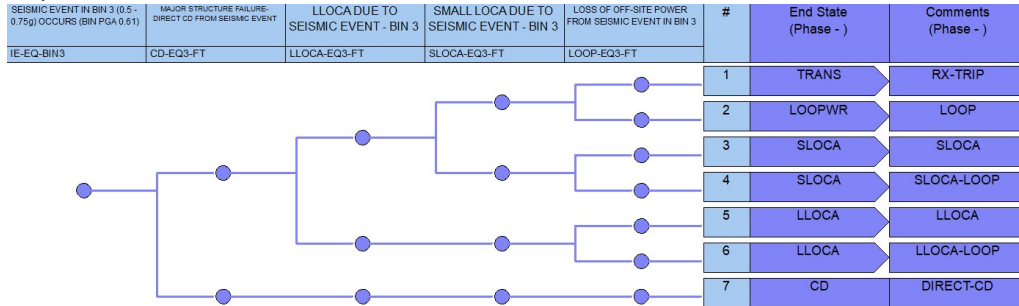 SEISMIC EVENT IN BIN 3 (0.5 -
0.75g) OCCURS (BIN PGA 0.61)
MAJOR STRUCTURE FAILURE-
DIRECT CD FROM SEISMIC EVENT
LLOCA DUE TO
SEISMIC EVENT - BIN 3
SMALL LOCA DUE TO
SEISMIC EVENT - BIN 3
LOSS OF OFF-SITE POWER
FROM SEISMIC EVENT IN BIN 3
#
End State
(Phase - )
Comments
(Phase - )
IE-EQ-BIN3
CD-EQ3-FT
LLOCA-EQ3-FT
SLOCA-EQ3-FT
LOOP-EQ3-FT
1 TRANS RX-TRIP
2 LOOPWR LOOP
3 SLOCA SLOCA
4 SLOCA SLOCA-LOOP
5 LLOCA LLOCA
6 LLOCA LLOCA-LOOP
7 CD DIRECT-CD